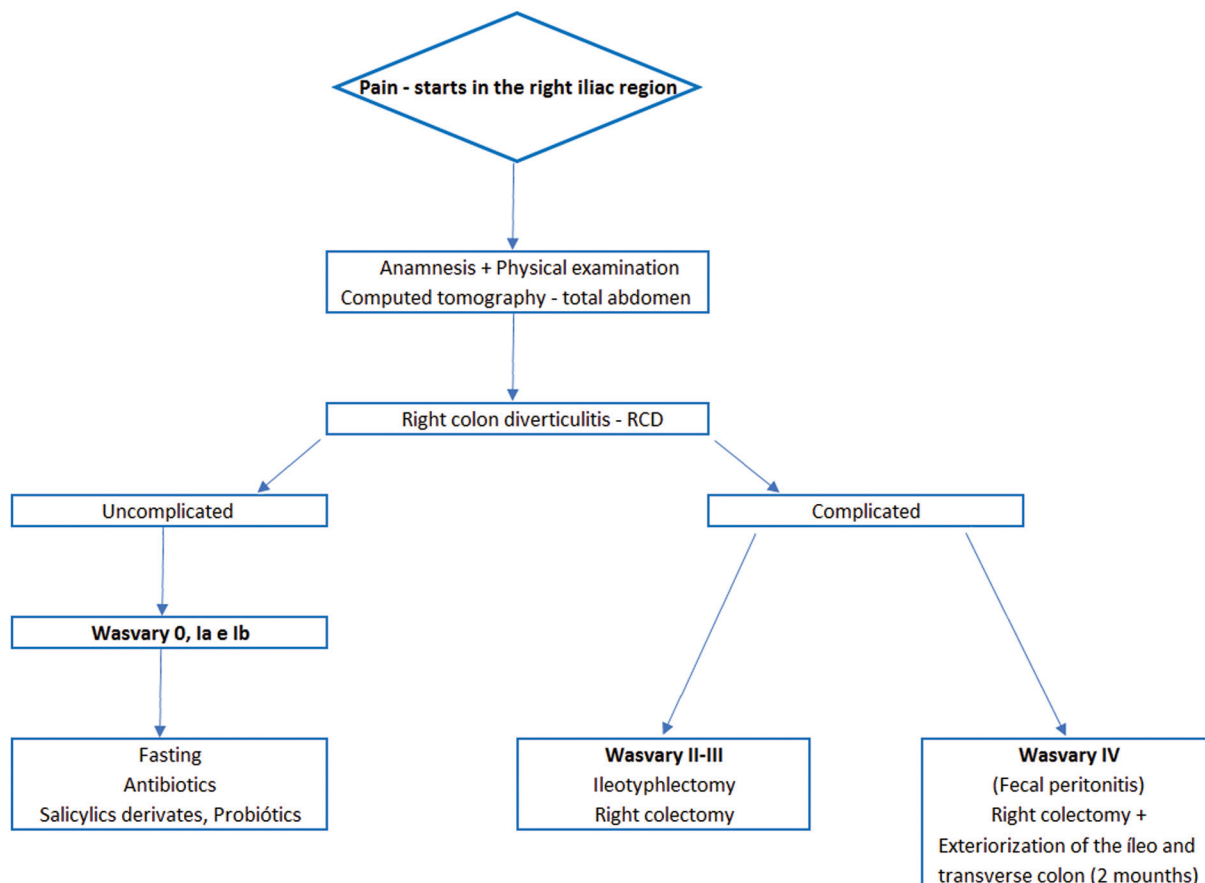 Pain - starts in the right iliac region
Anamnesis + Physical examination
Computed tomography - total abdomen
Right colon diverticulitis - RCD
Uncomplicated
Complicated
Wasvary 0, Ia e Ib
Fasting
Antibiotics
Salicylics derivates, Probiótics
Wasvary II-III
Ileotyphlectomy
Right colectomy
Wasvary IV
(Fecal peritonitis)
Right colectomy +
Exteriorization of the íleo and
transverse colon (2 mounths)